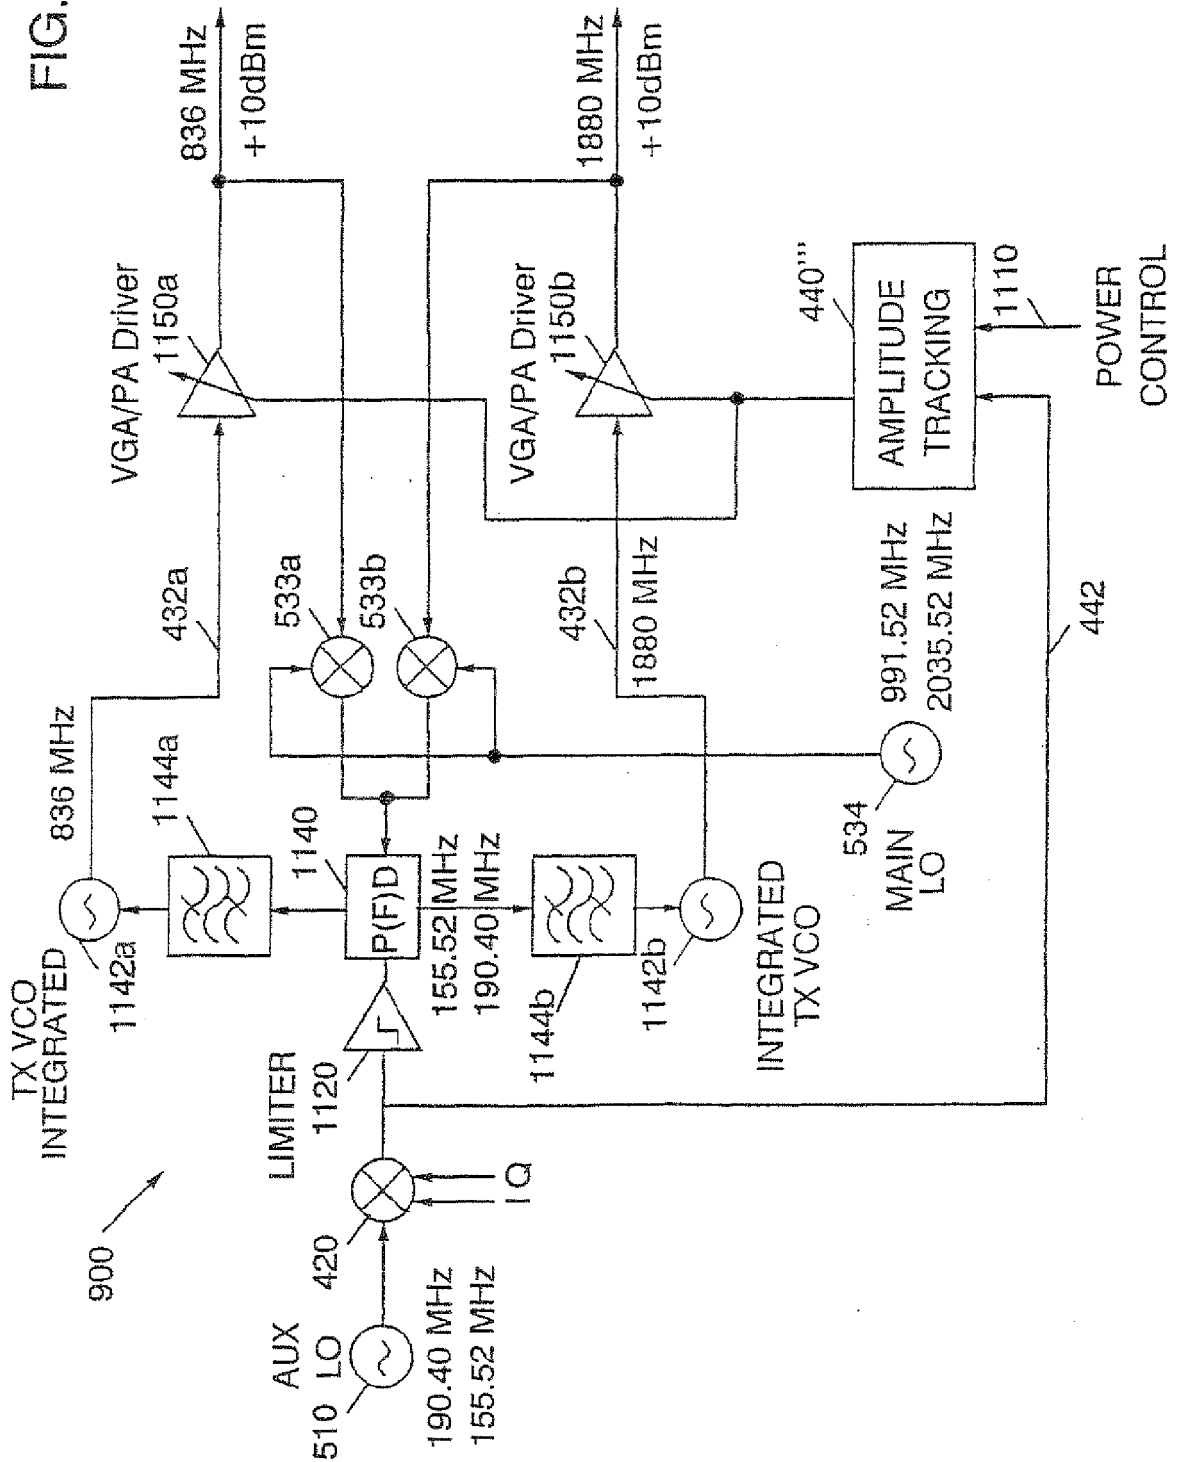 FIG.
900
TX VCO
INTEGRATED
1142a
836 MHz
1144a
432a
VGA/PA Driver
1150a
836 MHz
+10dBm
AUX
LO
510
190.40 MHz
155.52 MHz
420
I
Q
LIMITER
1120
1140
P(F)D
155.52 MHz
190.40 MHz
533a
533b
VGA/PA Driver
1150b
1880 MHz
+10dBm
1144b
1142b
INTEGRATED
TX VCO
432b
1880 MHz
534
MAIN
LO
991.52 MHz
2035.52 MHz
440'''
AMPLITUDE
TRACKING
442
1110
POWER
CONTROL